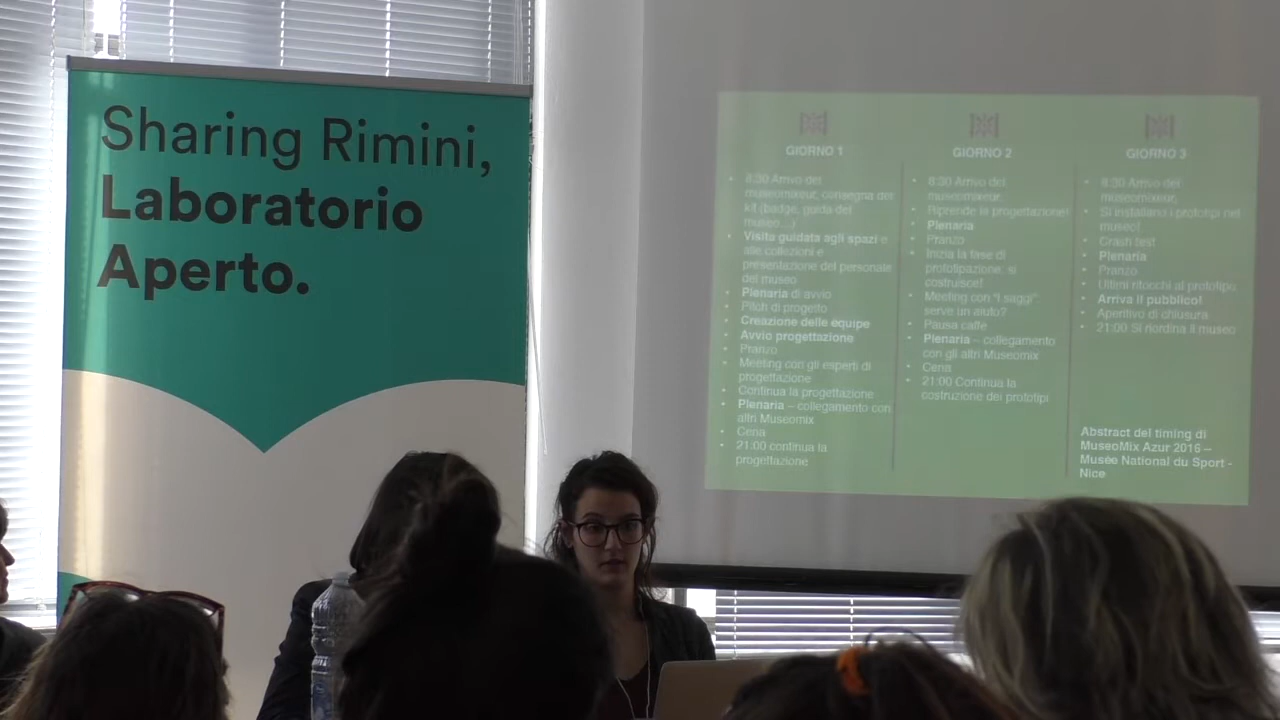 Sharing Rimini,
Laboratorio
Aperto.
GIORNO 1
• 8:30 Arrivo dei
museomixeur, consegna dei
kit (badge, guida del
museo…)
• Visita guidata agli spazi e
alle collezioni e
presentazione del personale
del museo
• Plenaria di avvio
• Pitch di progetto
• Creazione delle équipe
• Avvio progettazione
• Pranzo
• Meeting con gli esperti di
progettazione
• Continua la progettazione
• Plenaria – collegamento con
altri Museomix
• Cena
• 21:00 continua la
progettazione
GIORNO 2
• 8:30 Arrivo dei
museomixeur.
• Riprende la progettazione!
• Plenaria
• Pranzo
• Inizia la fase di
prototipazione: si
costruisce!
• Meeting con "I saggi":
serve un aiuto?
• Pausa caffè
• Plenaria – collegamento
con gli altri Museomix
• Cena
• 21:00 Continua la
costruzione dei prototipi
GIORNO 3
• 8:30 Arrivo dei
museomixeur.
• Si installano i prototipi nel
museo!
• Crash test
• Plenaria
• Pranzo
• Ultimi ritocchi al prototipo
• Arriva il pubblico!
• Aperitivo di chiusura
• 21:00 Si riordina il museo
Abstract del timing di
MuseoMix Azur 2016 –
Musée National du Sport -
Nice